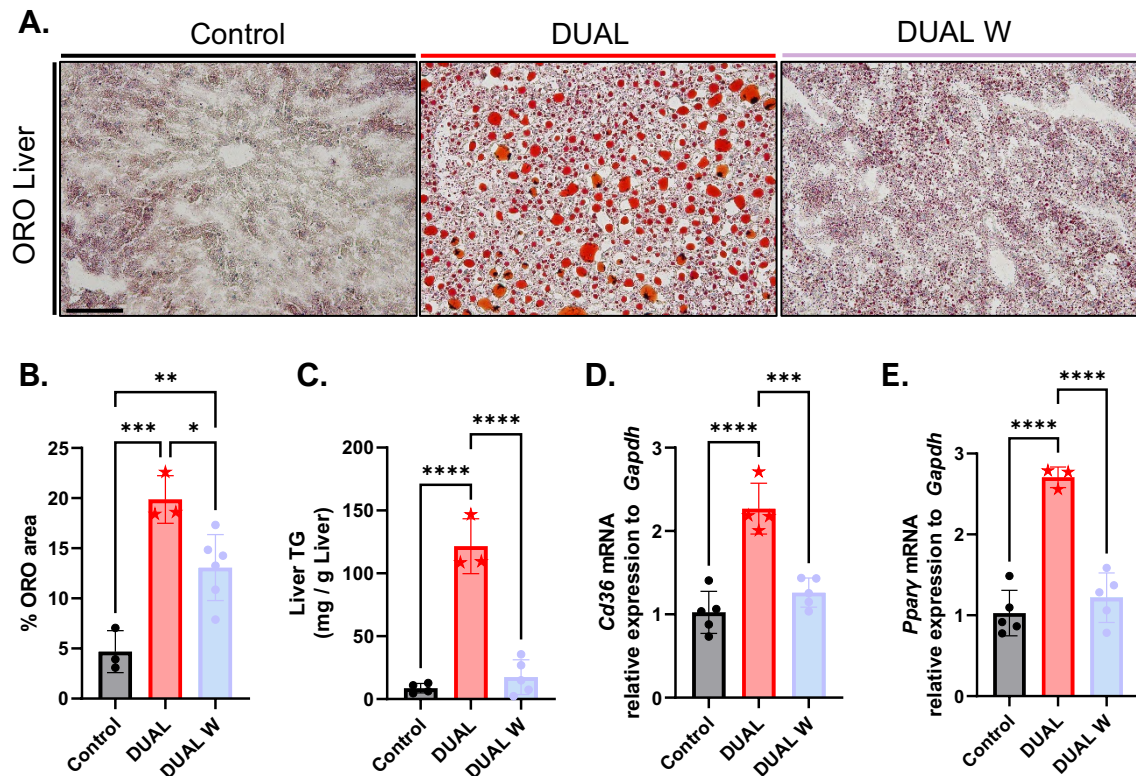 A.
Control
DUAL
DUAL W
ORO Liver
B.
**
***
*
% ORO area
25
20
15
10
5
0
Control
DUAL
DUAL W
C.
****
****
Liver TG
(mg / g Liver)
200
150
100
50
0
Control
DUAL
DUAL W
D.
***
****
Cd36 mRNA
relative expression to Gapdh
3
2
1
0
Control
DUAL
DUAL W
E.
****
****
Pparγ mRNA
relative expression to Gapdh
3
2
1
0
Control
DUAL
DUAL W